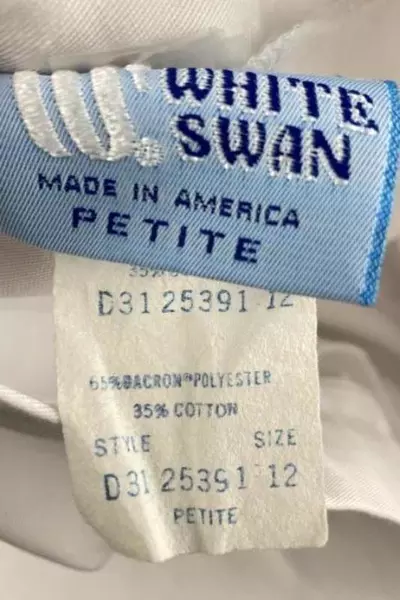 WHITE
SWAN
®
MADE IN AMERICA
PETITE
35%
D31 25391 12
65% DACRON® POLYESTER
35% COTTON
STYLE SIZE
D31 25391 12
PETITE